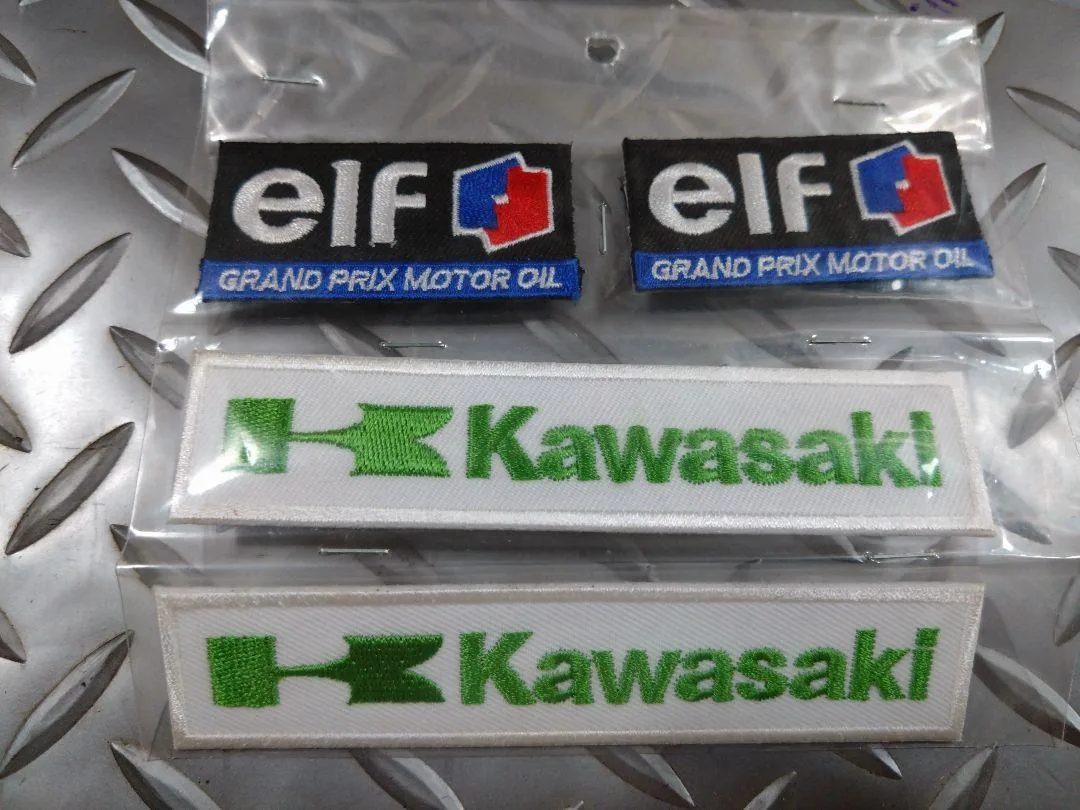 elf
GRAND PRIX MOTOR OIL
elf
GRAND PRIX MOTOR OIL
Kawasaki
Kawasaki